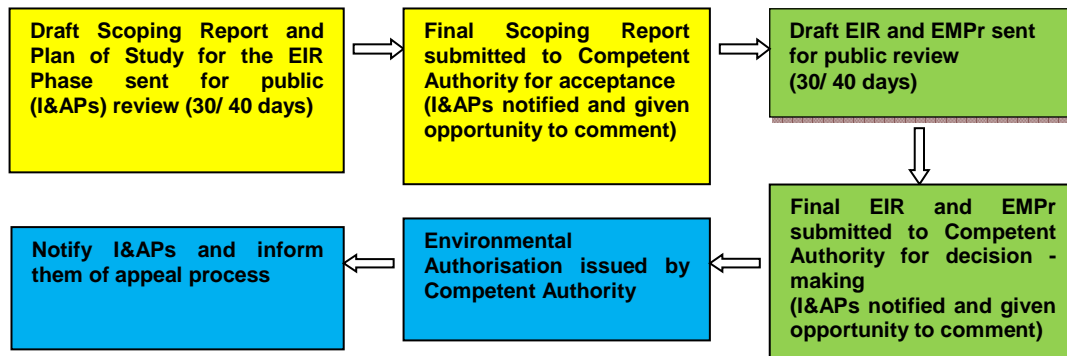 Draft Scoping Report and
Plan of Study for the EIR
Phase sent for public
(I&APs) review (30/ 40 days)
Final Scoping Report
submitted to Competent
Authority for acceptance
(I&APs notified and given
opportunity to comment)
Draft EIR and EMPr sent
for public review
(30/ 40 days)
Final EIR and EMPr
submitted to Competent
Authority for decision -
making
(I&APs notified and given
opportunity to comment)
Environmental
Authorisation issued by
Competent Authority
Notify I&APs and inform
them of appeal process